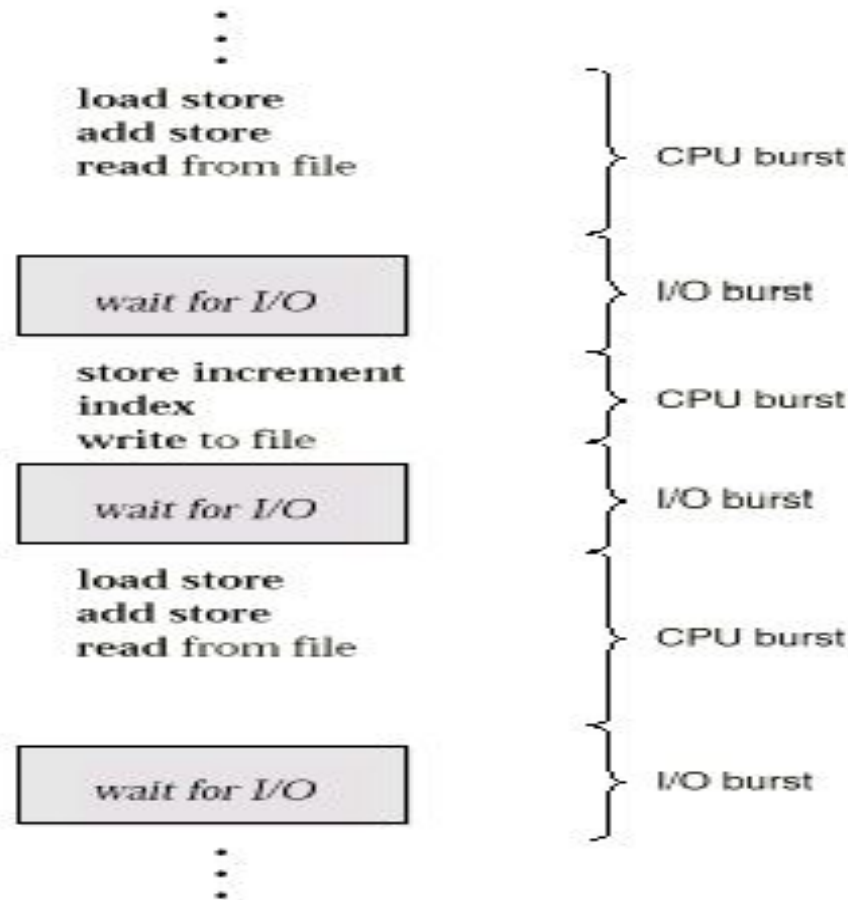 load store
add store
read from file
CPU burst
wait for I/O
I/O burst
store increment
index
write to file
CPU burst
wait for I/O
I/O burst
load store
add store
read from file
CPU burst
wait for I/O
I/O burst